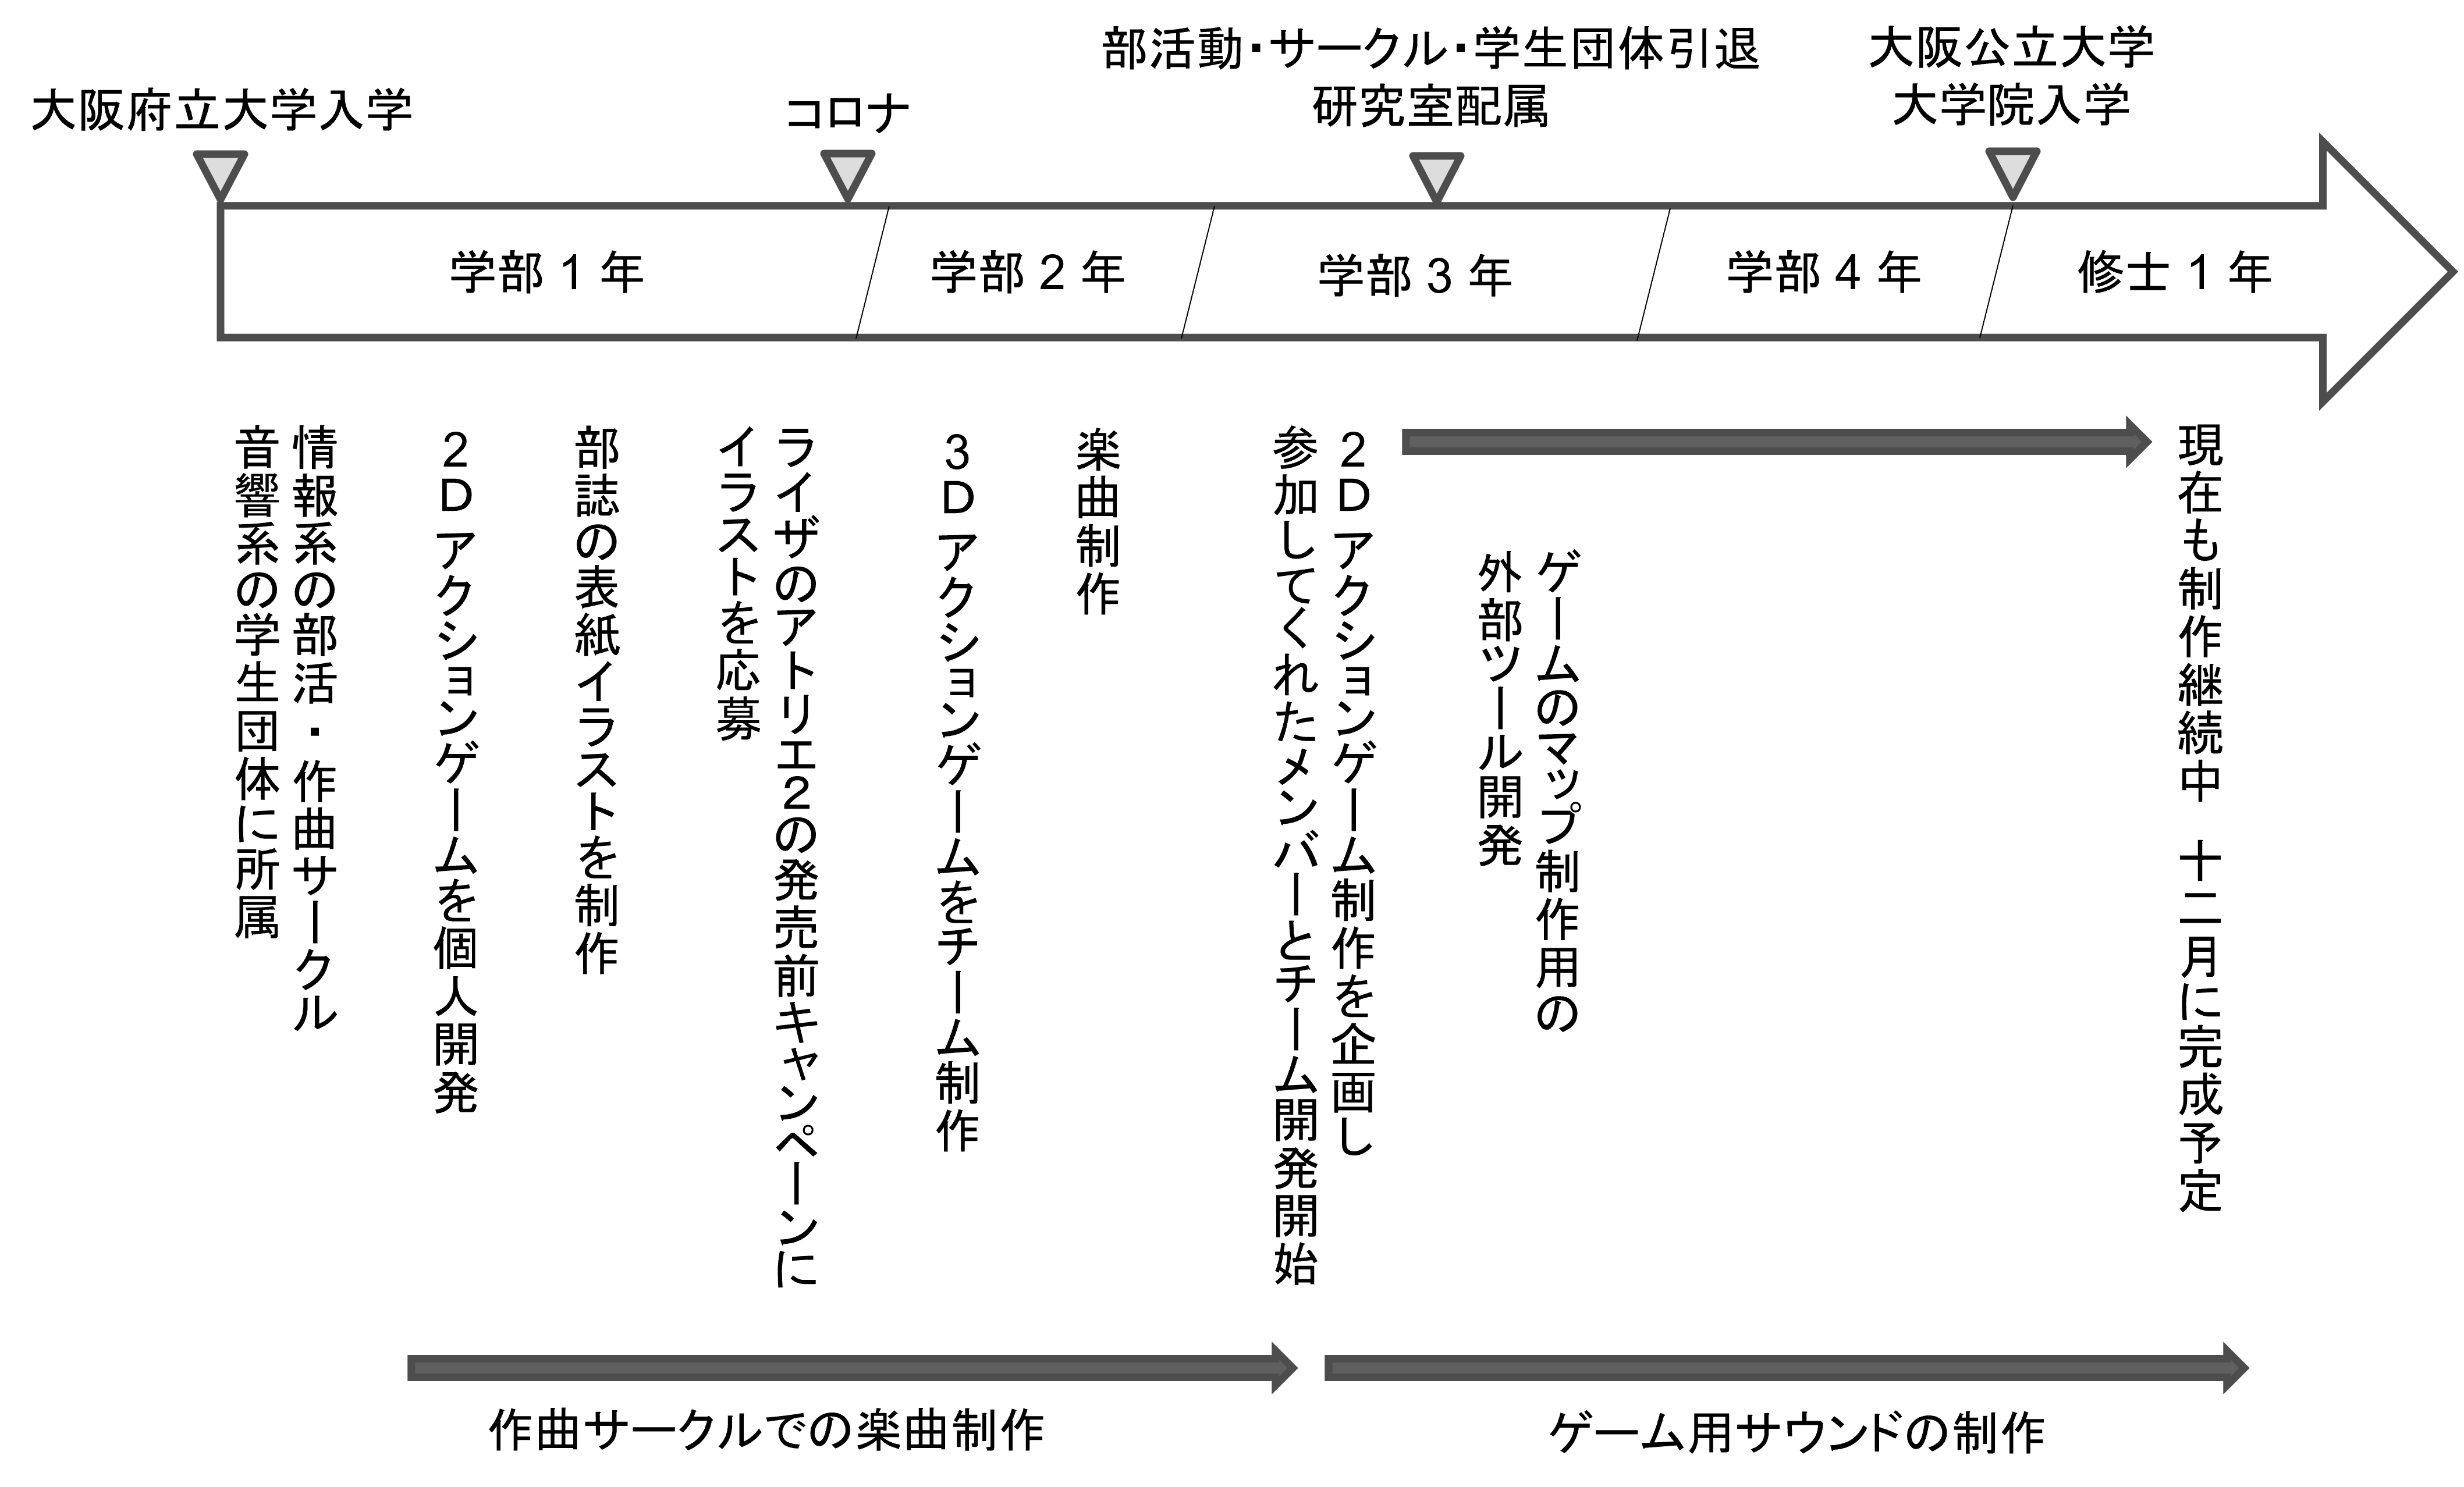 大阪府立大学入学
コロナ
部活動・サークル・学生団体引退
研究室配属
大阪公立大学
大学院入学
学部１年
学部２年
学部３年
学部４年
修士１年
情報系の部活・作曲サークル
音響系の学生団体に所属
２Ｄアクションゲームを個人開発
部誌の表紙イラストを制作
ライザのアトリエ２の発売前キャンペーンに
イラストを応募
３Ｄアクションゲームをチーム制作
楽曲制作
２Ｄアクションゲーム制作を企画し
参加してくれたメンバーとチーム開発開始
ゲームのマップ制作用の
外部ツール開発
現在も制作継続中　十二月に完成予定
作曲サークルでの楽曲制作
ゲーム用サウンドの制作